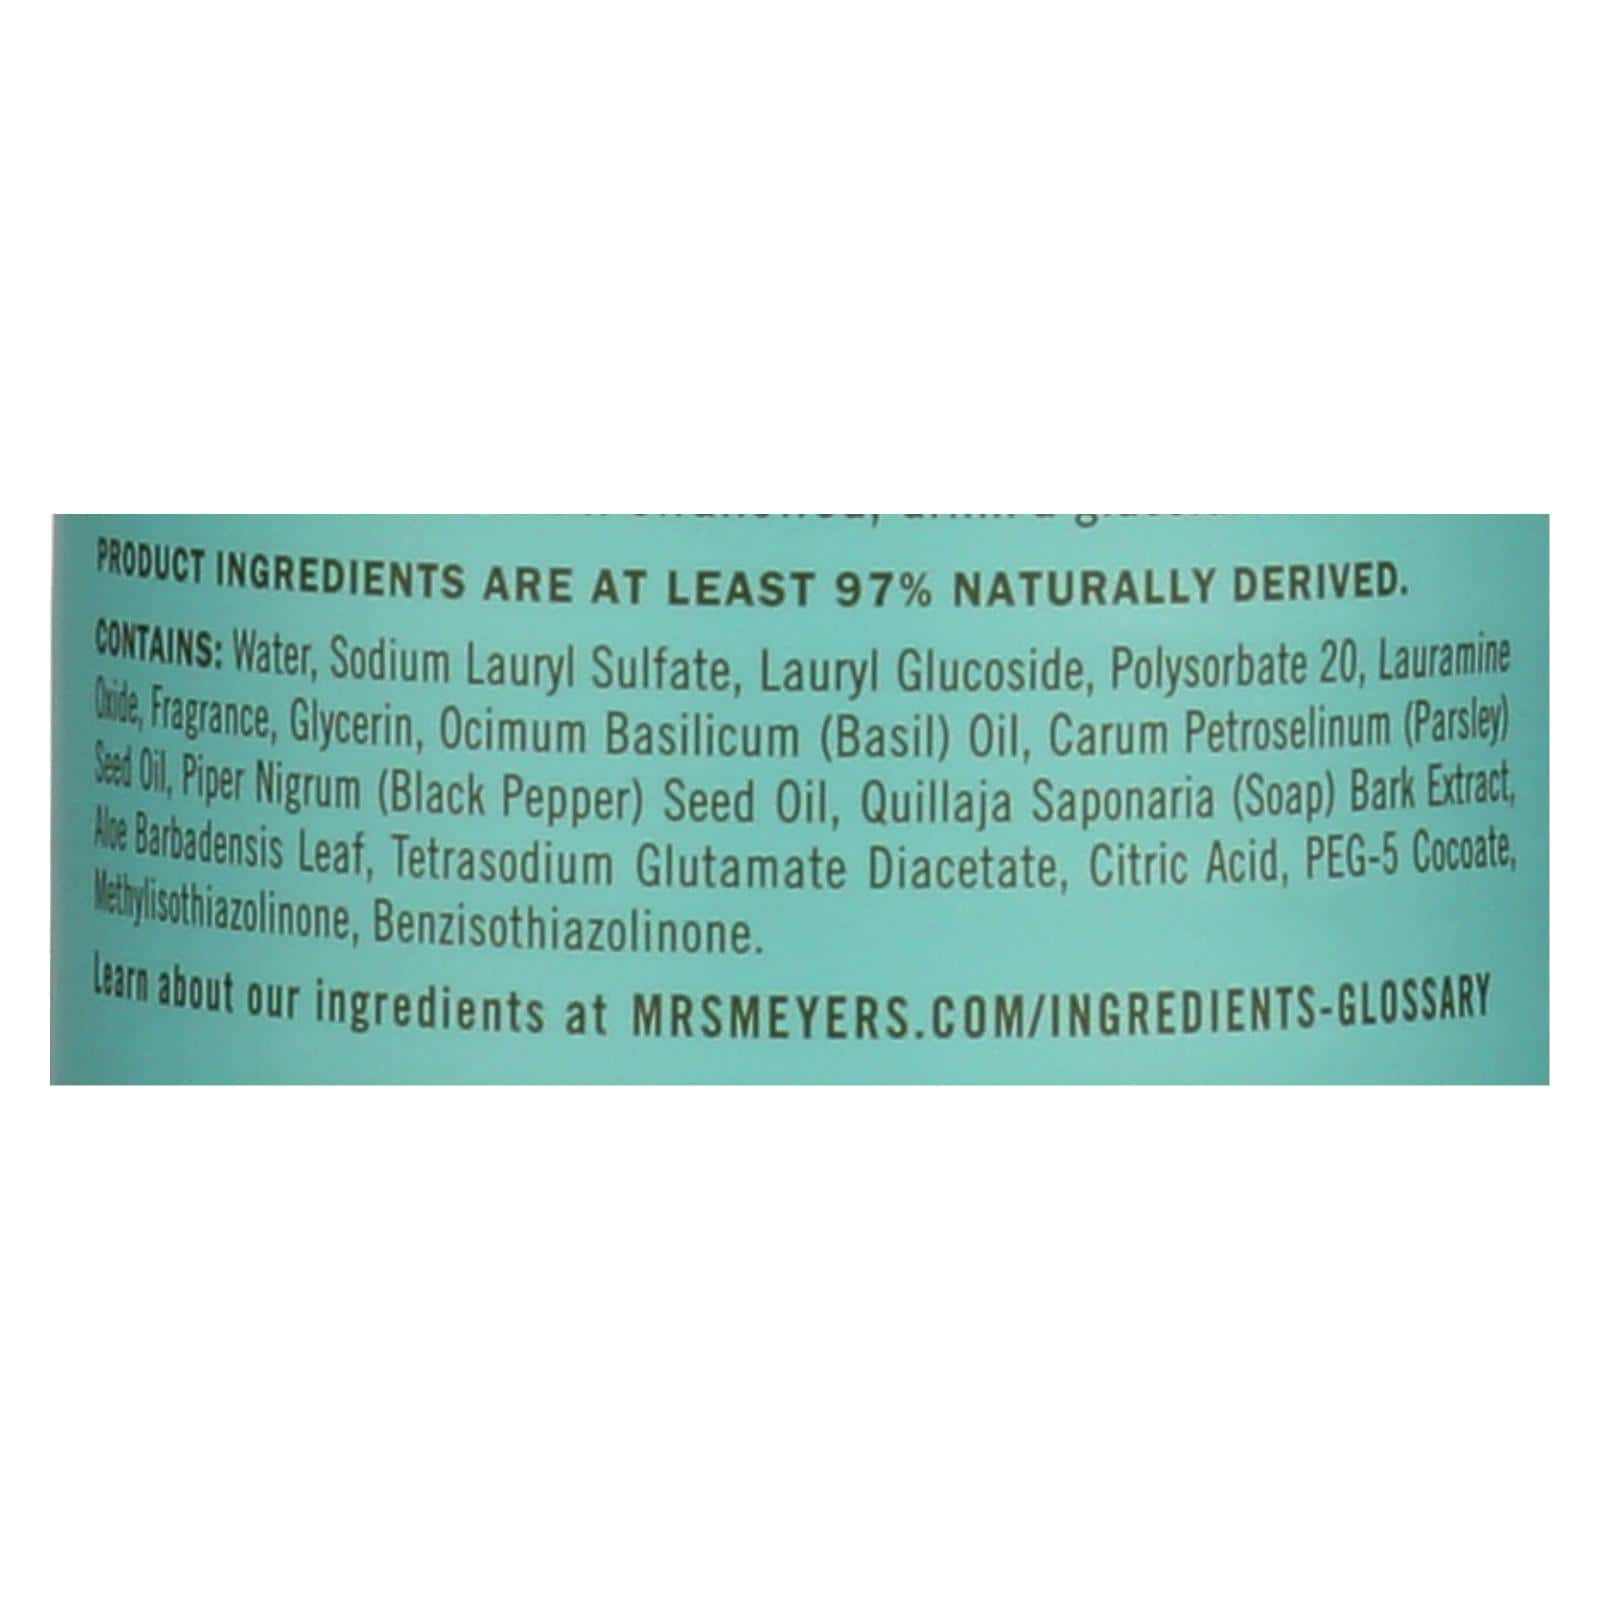 PRODUCT INGREDIENTS ARE AT LEAST 97% NATURALLY DERIVED.
CONTAINS: Water, Sodium Lauryl Sulfate, Lauryl Glucoside, Polysorbate 20, Lauramine
Oxide, Fragrance, Glycerin, Ocimum Basilicum (Basil) Oil, Carum Petroselinum (Parsley)
Seed Oil, Piper Nigrum (Black Pepper) Seed Oil, Quillaja Saponaria (Soap) Bark Extract,
Aloe Barbadensis Leaf, Tetrasodium Glutamate Diacetate, Citric Acid, PEG-5 Cocoate,
Methylisothiazolinone, Benzisothiazolinone.
Learn about our ingredients at MRSMEYERS.COM/INGREDIENTS-GLOSSARY